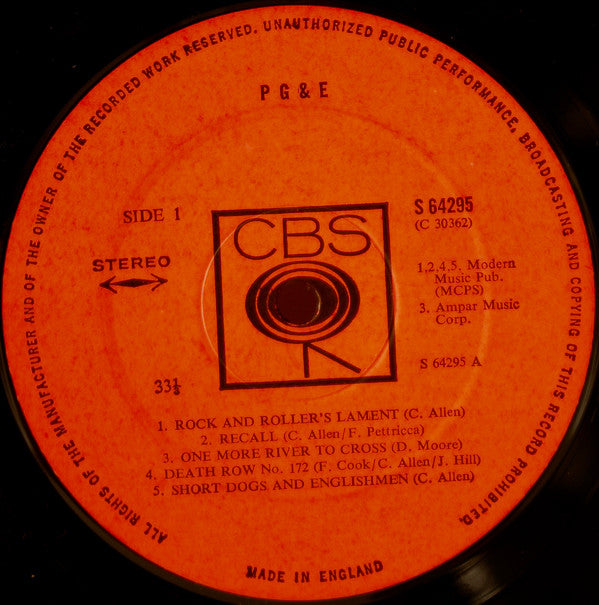 ALL RIGHTS OF THE MANUFACTURER AND OF THE OWNER OF THE RECORDED WORK RESERVED. UNAUTHORIZED PUBLIC PERFORMANCE, BROADCASTING AND COPYING OF THIS RECORD PROHIBITED.
P G & E
SIDE 1
STEREO
33⅓
CBS
S 64295
(C 30362)
1,2,4,5. Modern
Music Pub.
(MCPS)
3. Ampar Music
Corp.
S 64295 A
1. ROCK AND ROLLER'S LAMENT (C. Allen)
2. RECALL (C. Allen/F. Pettricca)
3. ONE MORE RIVER TO CROSS (D. Moore)
4. DEATH ROW No. 172 (F. Cook/C. Allen/J. Hill)
5. SHORT DOGS AND ENGLISHMEN (C. Allen)
MADE IN ENGLAND